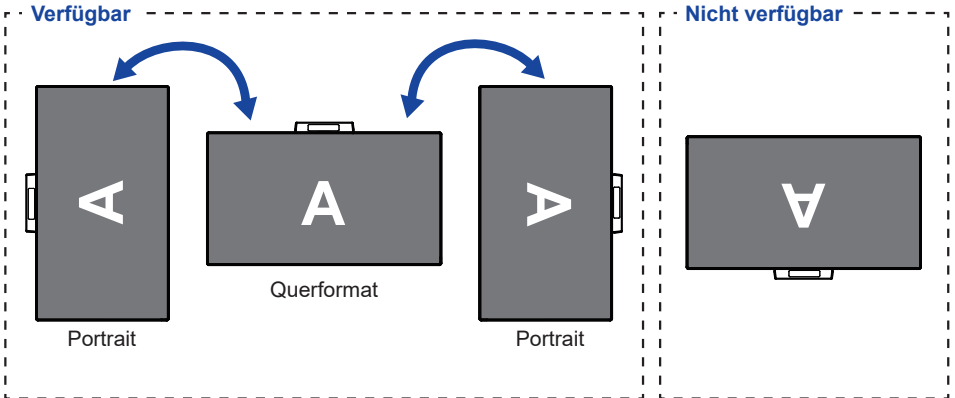 Verfügbar
Nicht verfügbar
A
A
A
A
Querformat
Portrait
Portrait